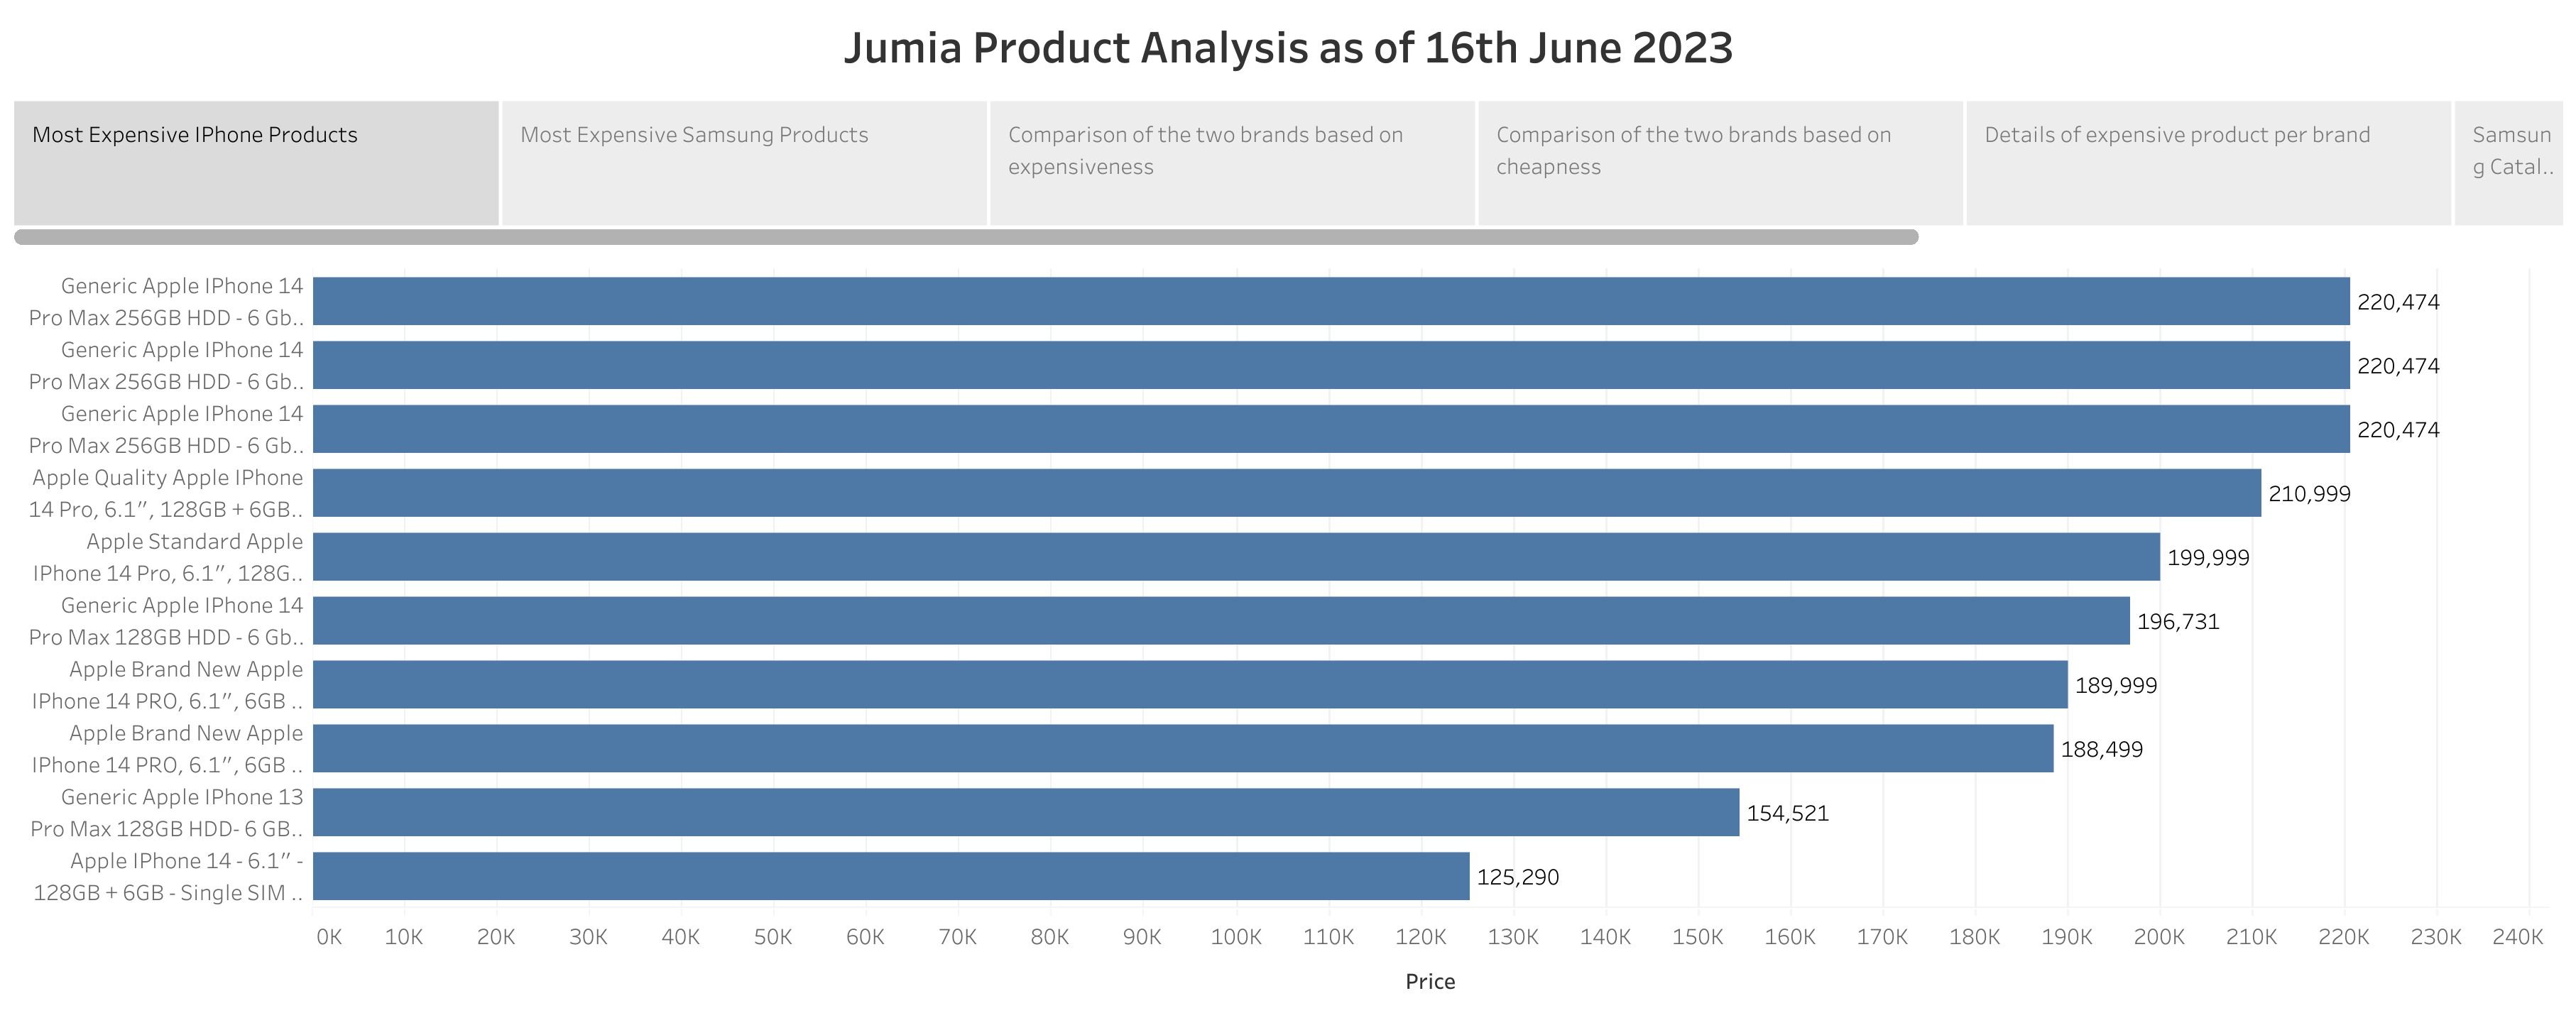 Jumia Product Analysis as of 16th June 2023
Most Expensive IPhone Products
Most Expensive Samsung Products
Comparison of the two brands based on
expensiveness
Comparison of the two brands based on
cheapness
Details of expensive product per brand
Samsun
g Catal..
Generic Apple IPhone 14
Pro Max 256GB HDD - 6 Gb..
220,474
Generic Apple IPhone 14
Pro Max 256GB HDD - 6 Gb..
220,474
Generic Apple IPhone 14
Pro Max 256GB HDD - 6 Gb..
220,474
Apple Quality Apple IPhone
14 Pro, 6.1”, 128GB + 6GB..
210,999
Apple Standard Apple
IPhone 14 Pro, 6.1”, 128G..
199,999
Generic Apple IPhone 14
Pro Max 128GB HDD - 6 Gb..
196,731
Apple Brand New Apple
IPhone 14 PRO, 6.1”, 6GB ..
189,999
Apple Brand New Apple
IPhone 14 PRO, 6.1”, 6GB ..
188,499
Generic Apple IPhone 13
Pro Max 128GB HDD- 6 GB..
154,521
Apple IPhone 14 - 6.1” -
128GB + 6GB - Single SIM ..
125,290
0K 10K 20K 30K 40K 50K 60K 70K 80K 90K 100K 110K 120K 130K 140K 150K 160K 170K 180K 190K 200K 210K 220K 230K 240K
Price